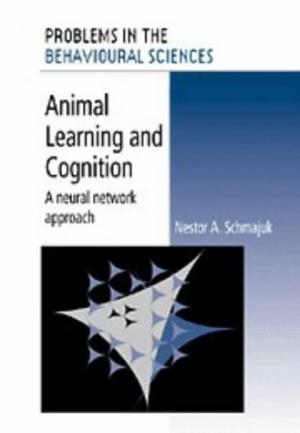 PROBLEMS IN THE
BEHAVIOURAL SCIENCES
Animal
Learning and
Cognition
A neural network
approach
Nestor A. Schmajuk